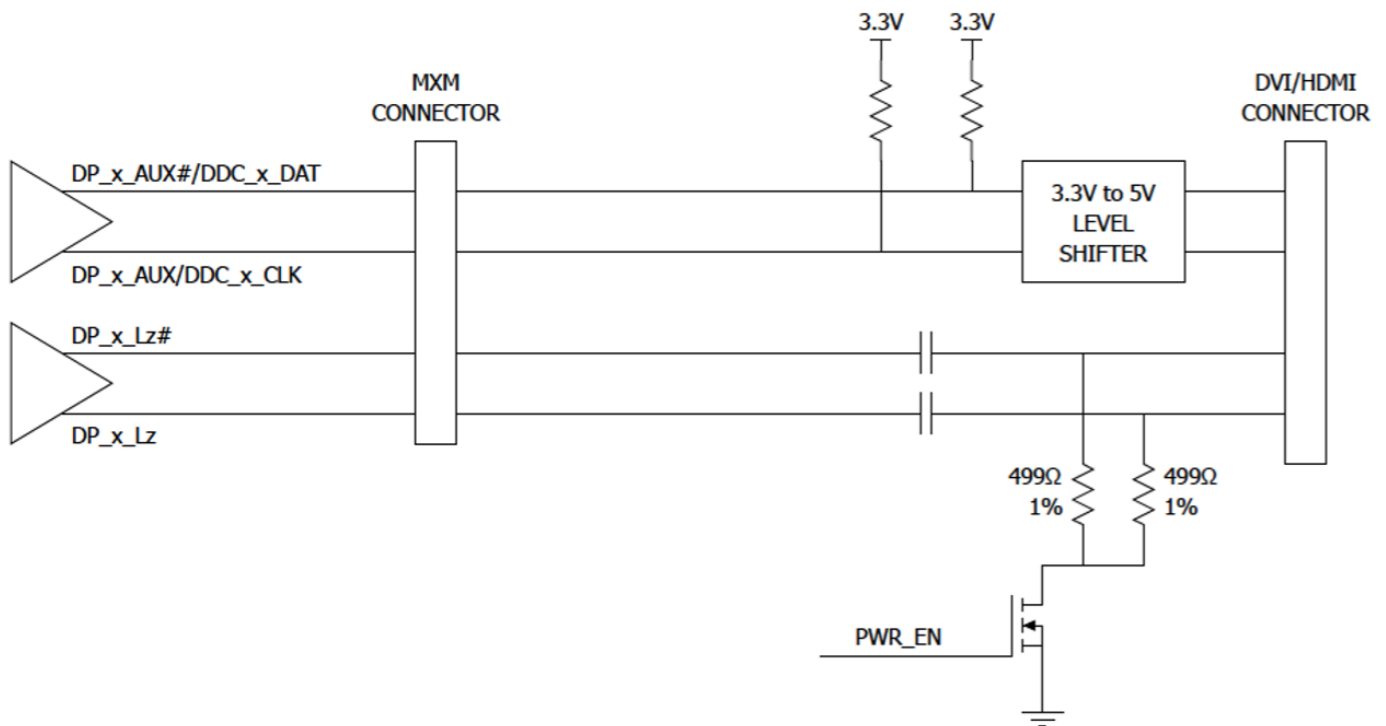 3.3V
3.3V
MXM
CONNECTOR
DVI/HDMI
CONNECTOR
DP_x_AUX#/DDC_x_DAT
3.3V to 5V
LEVEL
SHIFTER
DP_x_AUX/DDC_x_CLK
DP_x_Lz#
DP_x_Lz
499Ω
1%
499Ω
1%
PWR_EN